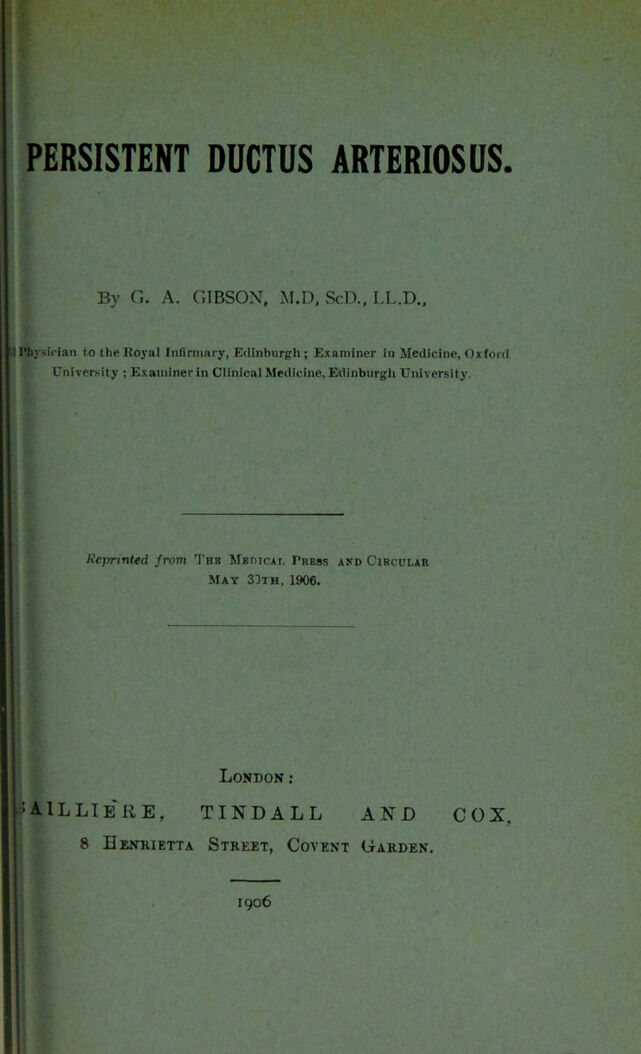 PERSISTENT DUCTUS ARTERIOSUS.
By G. A. GIBSON, M.D, ScD., LL.D.,
Physician to the Royal Infirmary, Edinburgh; Examiner in Medicine, Oxford
University; Examiner in Clinical Medicine, Edinburgh University.
Reprinted from THE MEDICAL PRESS AND CIRCULAR
MAY 30TH, 1906.
LONDON:
BAILLIÈRE, TINDALL AND COX,
8 HENRIETTA STREET, COVENT GARDEN.
1906